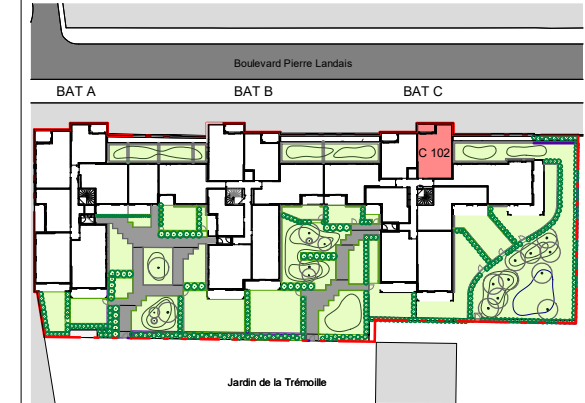 Boulevard Pierre Landais
BAT A
BAT B
BAT C
C 102
Jardin de la Trémoille